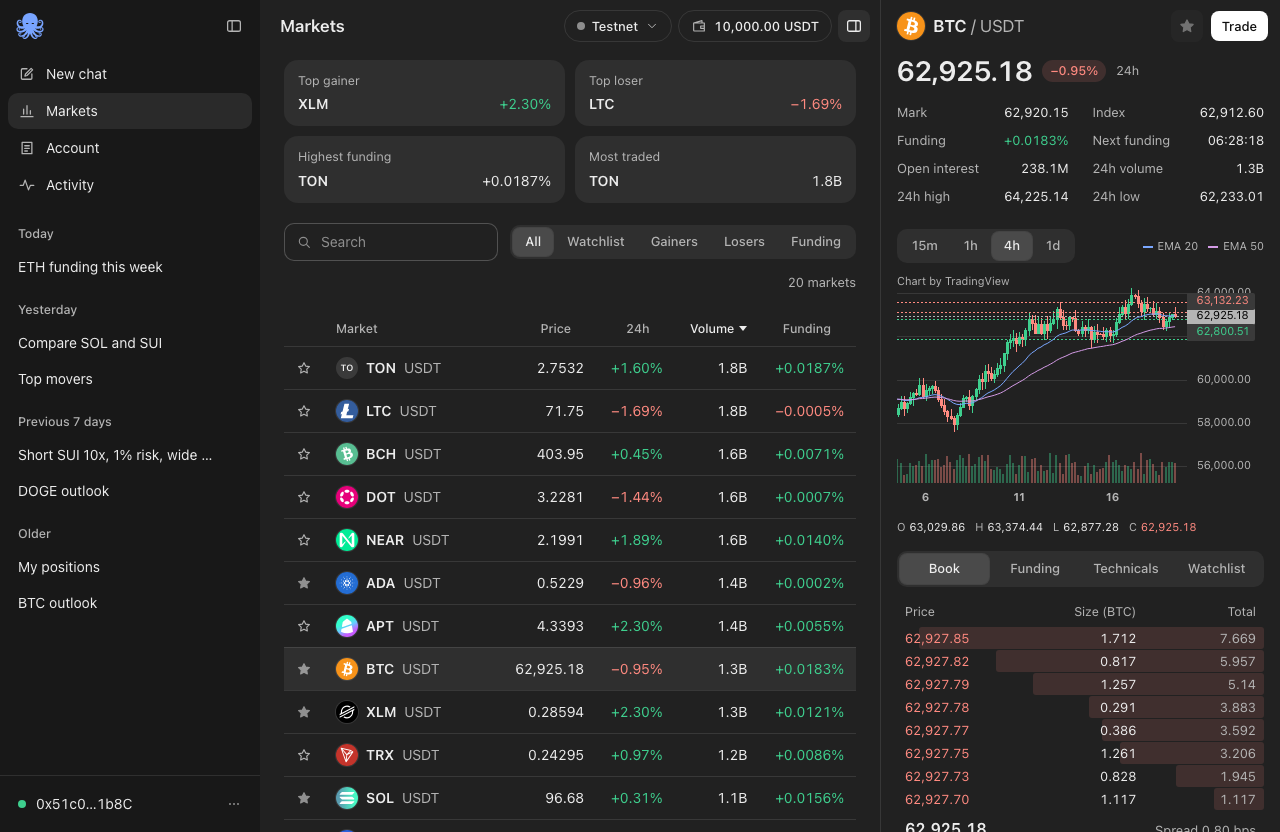 New chat
Markets
Account
Activity
Today
ETH funding this week
Yesterday
Compare SOL and SUI
Top movers
Previous 7 days
Short SUI 10x, 1% risk, wide ...
DOGE outlook
Older
My positions
BTC outlook
0x51c0...1b8C
Markets
Testnet
10,000.00 USDT
Top gainer
XLM +2.30%
Top loser
LTC −1.69%
Highest funding
TON +0.0187%
Most traded
TON 1.8B
Search
All Watchlist Gainers Losers Funding
20 markets
Market Price 24h Volume Funding
TO TON USDT 2.7532 +1.60% 1.8B +0.0187%
LTC USDT 71.75 −1.69% 1.8B −0.0005%
BCH USDT 403.95 +0.45% 1.6B +0.0071%
DOT USDT 3.2281 −1.44% 1.6B +0.0007%
NEAR USDT 2.1991 +1.89% 1.6B +0.0140%
ADA USDT 0.5229 −0.96% 1.4B +0.0002%
APT USDT 4.3393 +2.30% 1.4B +0.0055%
BTC USDT 62,925.18 −0.95% 1.3B +0.0183%
XLM USDT 0.28594 +2.30% 1.3B +0.0121%
TRX USDT 0.24295 +0.97% 1.2B +0.0086%
SOL USDT 96.68 +0.31% 1.1B +0.0156%
BTC / USDT
Trade
62,925.18 −0.95% 24h
Mark 62,920.15 Index 62,912.60
Funding +0.0183% Next funding 06:28:18
Open interest 238.1M 24h volume 1.3B
24h high 64,225.14 24h low 62,233.01
15m 1h 4h 1d
EMA 20 EMA 50
Chart by TradingView
64,000.00
63,132.23
62,925.18
62,800.51
60,000.00
58,000.00
56,000.00
6 11 16
O 63,029.86 H 63,374.44 L 62,877.28 C 62,925.18
Book Funding Technicals Watchlist
Price Size (BTC) Total
62,927.85 1.712 7.669
62,927.82 0.817 5.957
62,927.79 1.257 5.14
62,927.78 0.291 3.883
62,927.77 0.386 3.592
62,927.75 1.261 3.206
62,927.73 0.828 1.945
62,927.70 1.117 1.117
62,925.18 Spread 0.80 bps